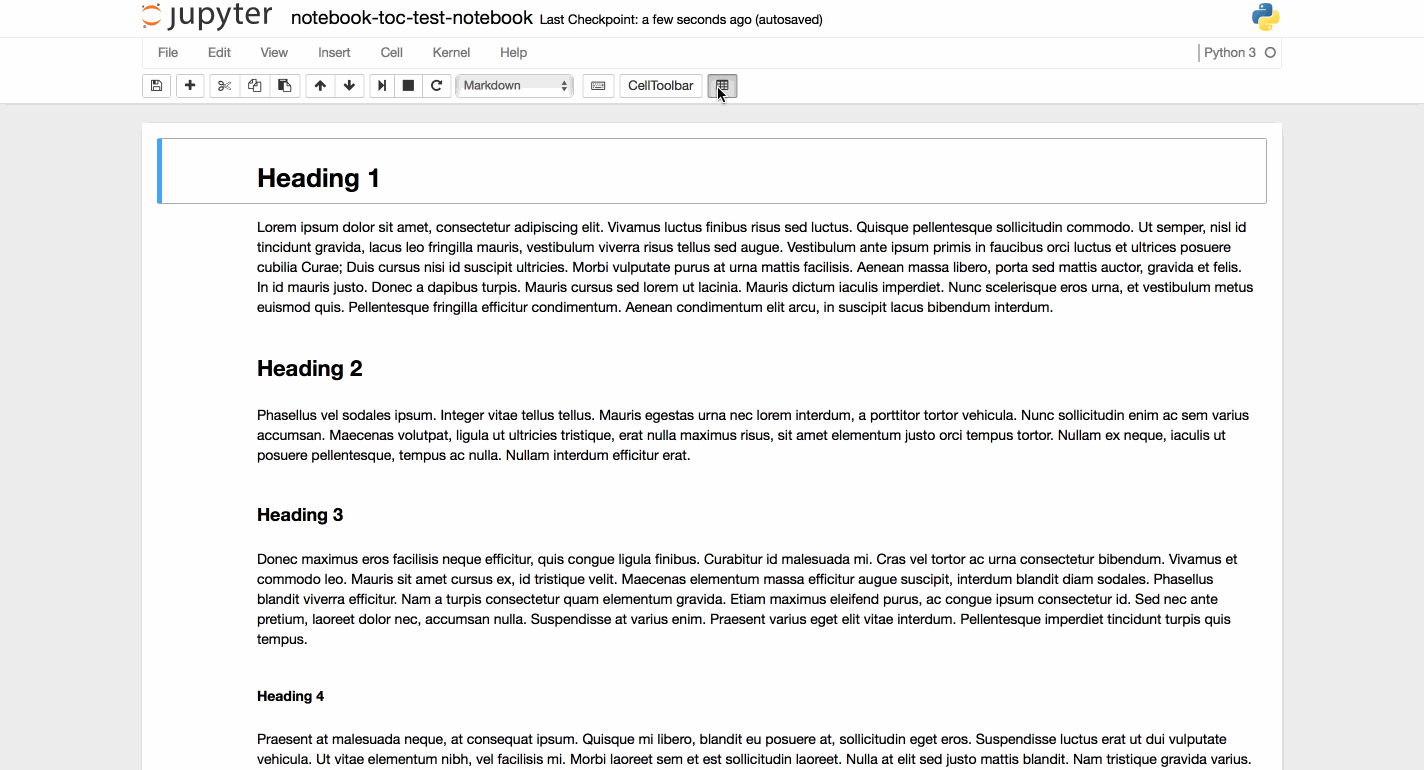 jupyter notebook-toc-test-notebook Last Checkpoint: a few seconds ago (autosaved)
File Edit View Insert Cell Kernel Help Python 3
Markdown CellToolbar
Heading 1
Lorem ipsum dolor sit amet, consectetur adipiscing elit. Vivamus luctus finibus risus sed luctus. Quisque pellentesque sollicitudin commodo. Ut semper, nisl id
tincidunt gravida, lacus leo fringilla mauris, vestibulum viverra risus tellus sed augue. Vestibulum ante ipsum primis in faucibus orci luctus et ultrices posuere
cubilia Curae; Duis cursus nisi id suscipit ultricies. Morbi vulputate purus at urna mattis facilisis. Aenean massa libero, porta sed mattis auctor, gravida et felis.
In id mauris justo. Donec a dapibus turpis. Mauris cursus sed lorem ut lacinia. Mauris dictum iaculis imperdiet. Nunc scelerisque eros urna, et vestibulum metus
euismod quis. Pellentesque fringilla efficitur condimentum. Aenean condimentum elit arcu, in suscipit lacus bibendum interdum.
Heading 2
Phasellus vel sodales ipsum. Integer vitae tellus tellus. Mauris egestas urna nec lorem interdum, a porttitor tortor vehicula. Nunc sollicitudin enim ac sem varius
accumsan. Maecenas volutpat, ligula ut ultricies tristique, erat nulla maximus risus, sit amet elementum justo orci tempus tortor. Nullam ex neque, iaculis ut
posuere pellentesque, tempus ac nulla. Nullam interdum efficitur erat.
Heading 3
Donec maximus eros facilisis neque efficitur, quis congue ligula finibus. Curabitur id malesuada mi. Cras vel tortor ac urna consectetur bibendum. Vivamus et
commodo leo. Mauris sit amet cursus ex, id tristique velit. Maecenas elementum massa efficitur augue suscipit, interdum blandit diam sodales. Phasellus
blandit viverra efficitur. Nam a turpis consectetur quam elementum gravida. Etiam maximus eleifend purus, ac congue ipsum consectetur id. Sed nec ante
pretium, laoreet dolor nec, accumsan nulla. Suspendisse at varius enim. Praesent varius eget elit vitae interdum. Pellentesque imperdiet tincidunt turpis quis
tempus.
Heading 4
Praesent at malesuada neque, at consequat ipsum. Quisque mi libero, blandit eu posuere at, sollicitudin eget eros. Suspendisse luctus erat ut dui vulputate
vehicula. Ut vitae elementum nibh, vel facilisis mi. Morbi laoreet sem et est sollicitudin laoreet. Nulla at elit sed justo mattis blandit. Nam tristique gravida varius.